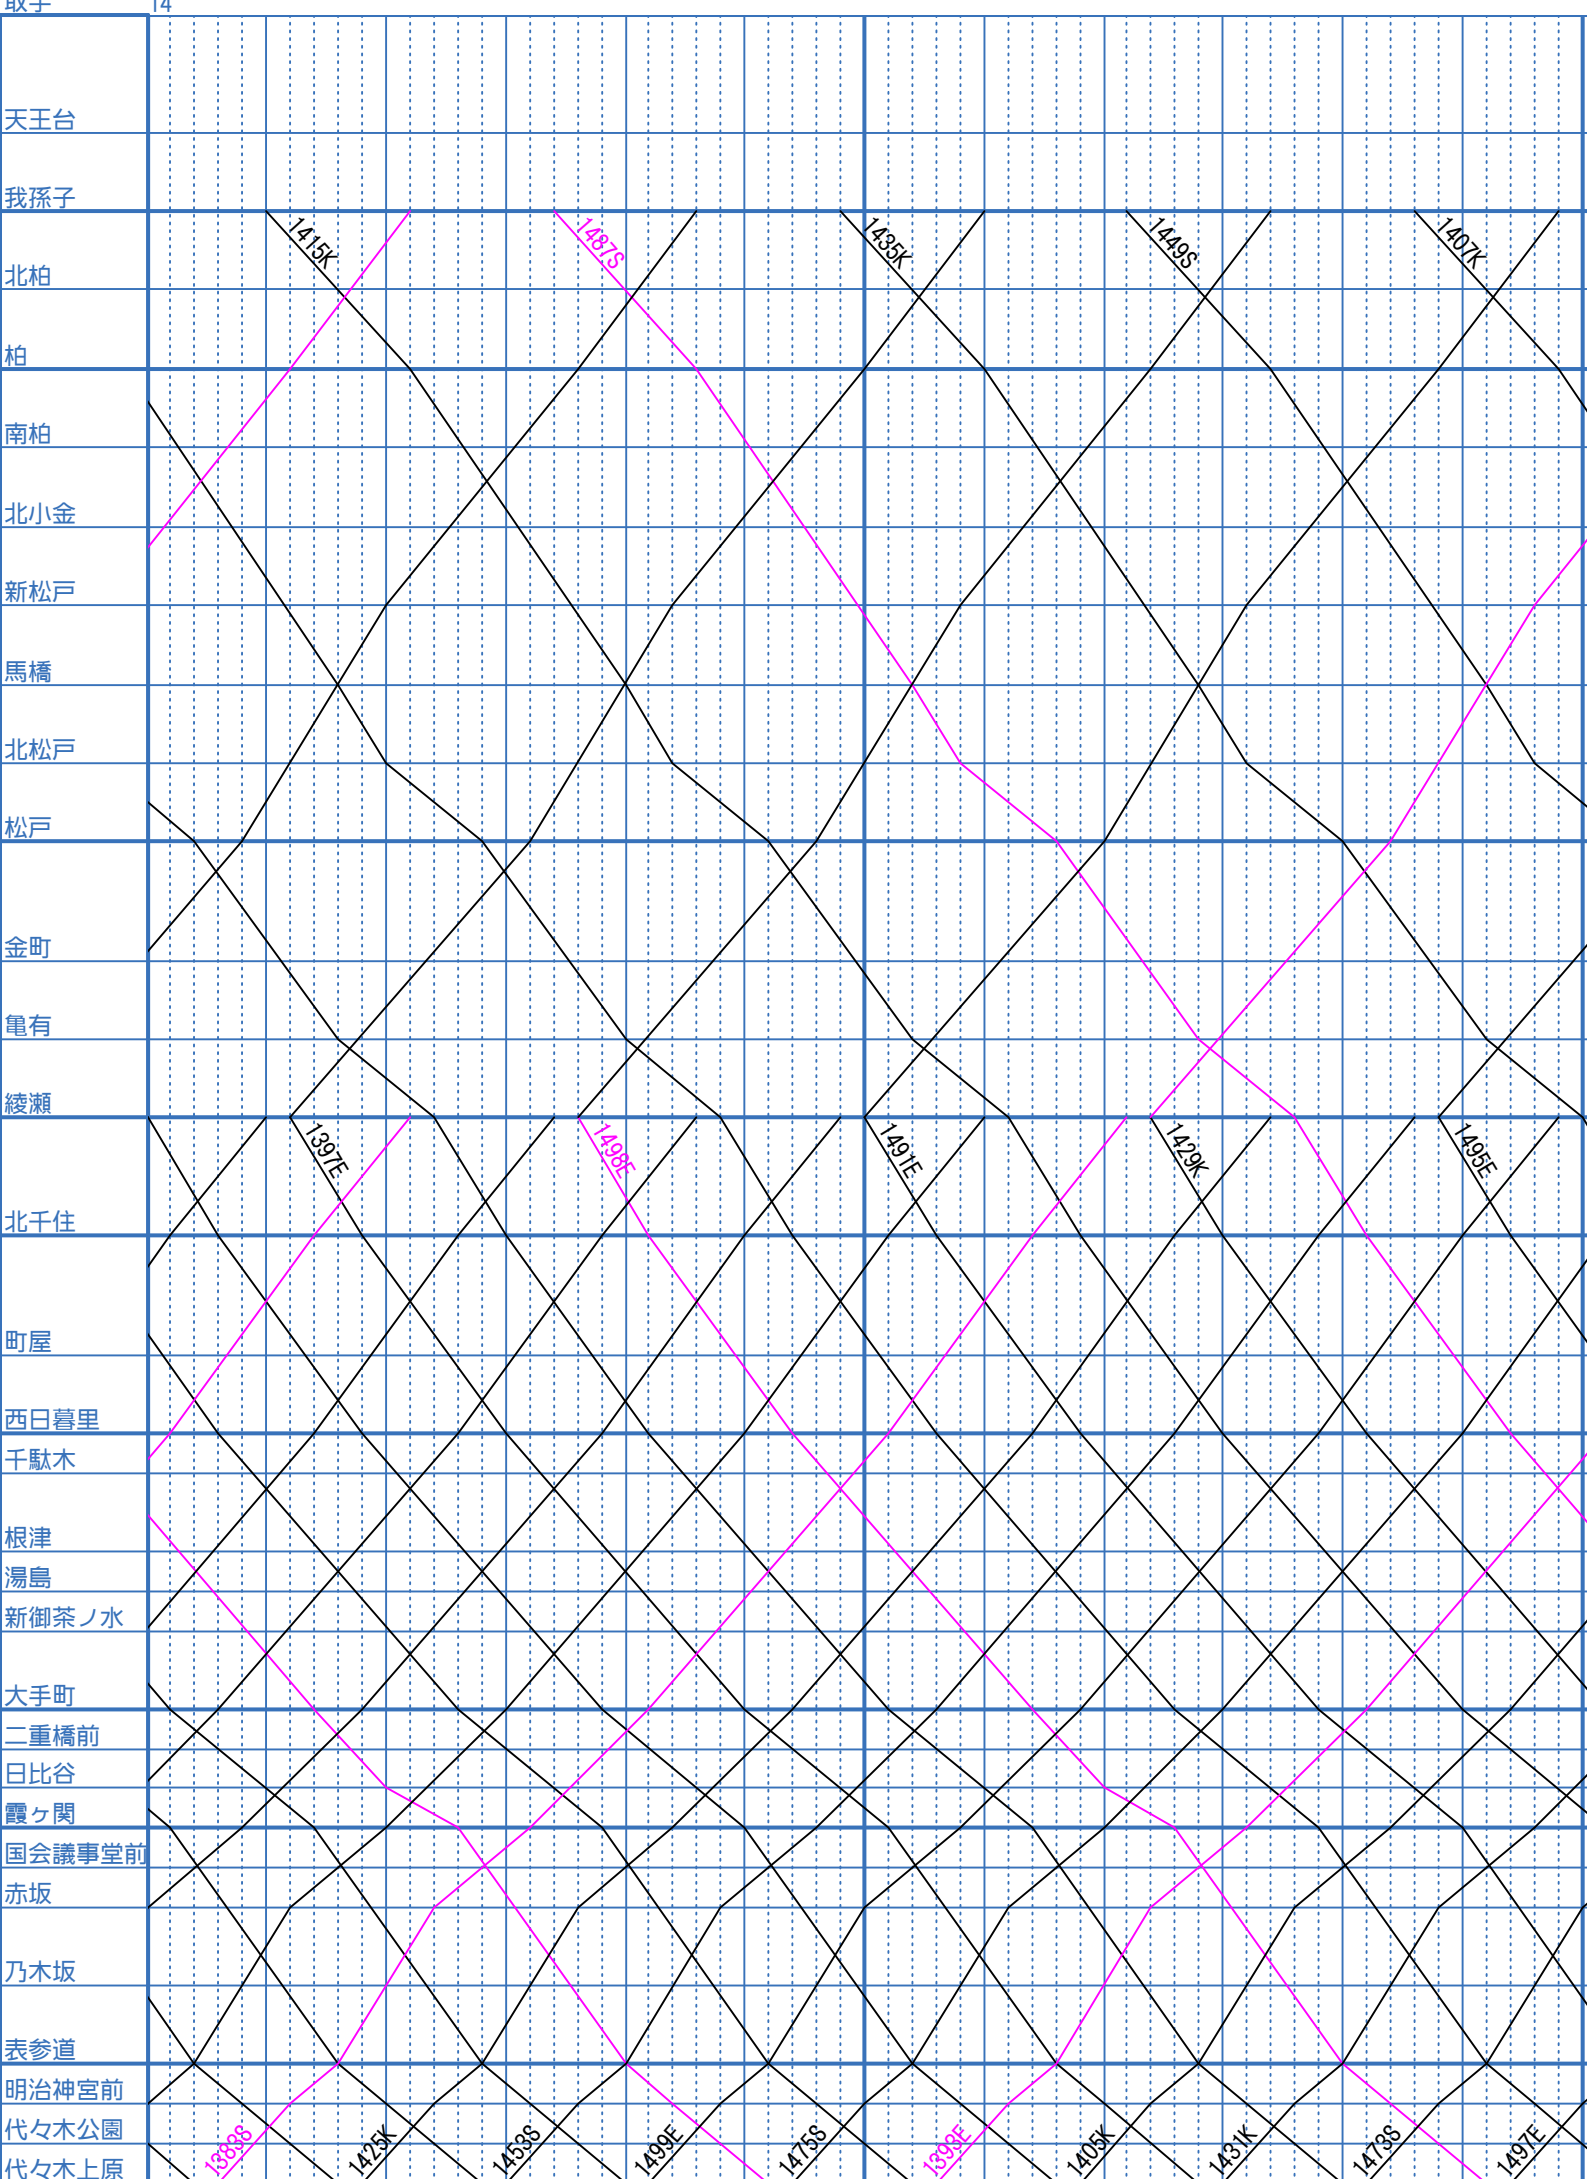 取手 14
天王台
我孫子
1415K 1487S 1435K 1449S 1407K
北柏
柏
南柏
北小金
新松戸
馬橋
北松戸
松戸
金町
亀有
綾瀬
1397E 1498E 1491E 1429K 1495E
北千住
町屋
西日暮里
千駄木
根津
湯島
新御茶ノ水
大手町
二重橋前
日比谷
霞ヶ関
国会議事堂前
赤坂
乃木坂
表参道
明治神宮前
代々木公園
1383S 1425K 1453S 1499E 1475S 1393E 1405K 1431K 1473S 1497E
代々木上原